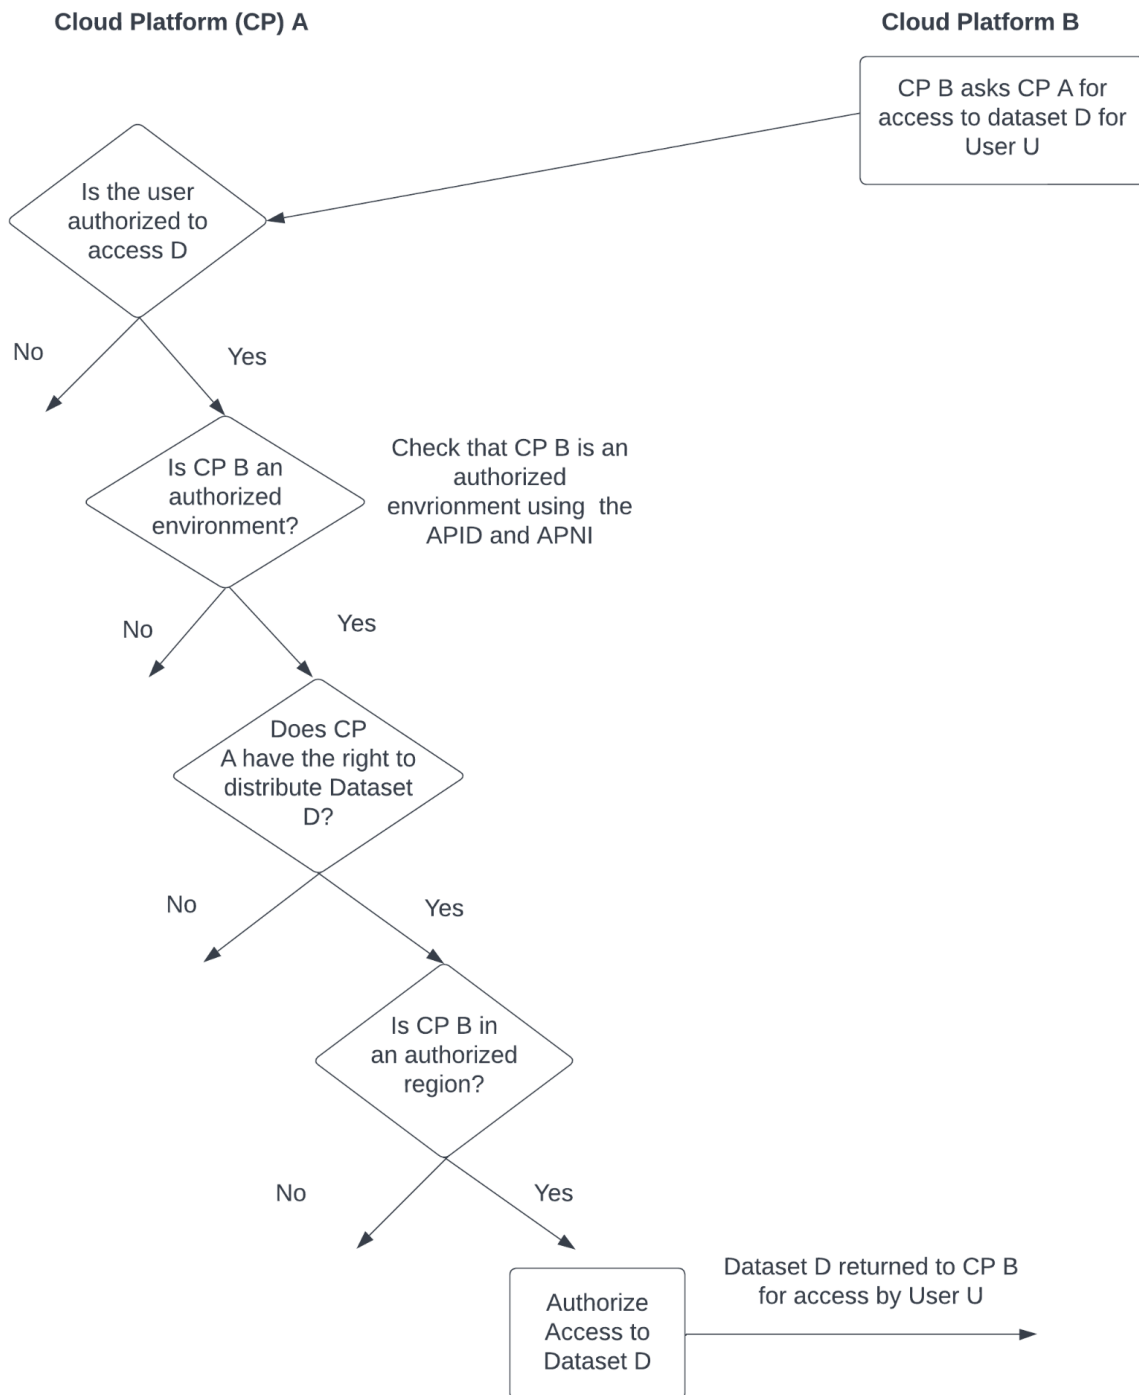 Cloud Platform (CP) A
Cloud Platform B
CP B asks CP A for
access to dataset D for
User U
Is the user
authorized to
access D
No
Yes
Is CP B an
authorized
environment?
Check that CP B is an
authorized
envrionment using  the
APID and APNI
No
Yes
Does CP
A have the right to
distribute Dataset
D?
No
Yes
Is CP B in
an authorized
region?
No
Yes
Authorize
Access to
Dataset D
Dataset D returned to CP B
for access by User U